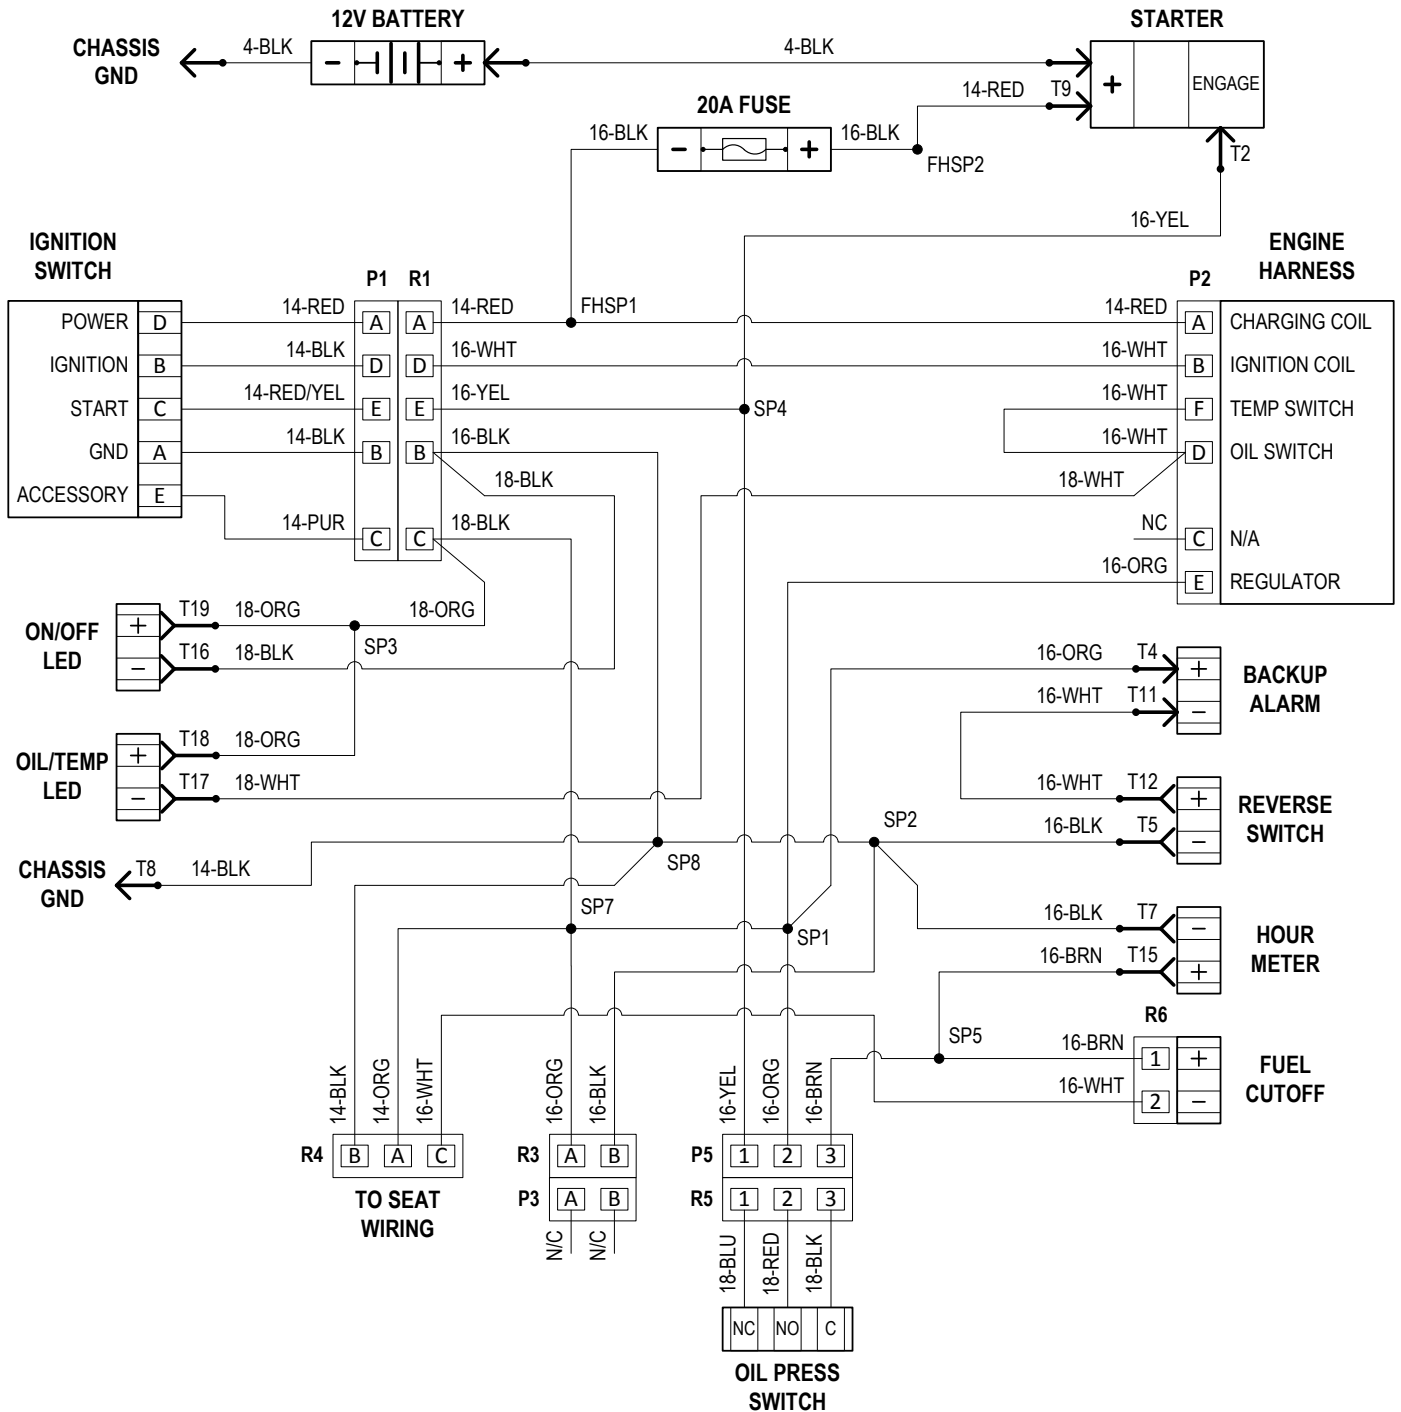 12V BATTERY
STARTER
CHASSIS
GND
4-BLK
4-BLK
− +
+
ENGAGE
14-RED
T9
20A FUSE
16-BLK
− +
16-BLK
FHSP2
T2
16-YEL
IGNITION
SWITCH
ENGINE
HARNESS
P1
R1
P2
POWER D
14-RED
A
A
14-RED
FHSP1
14-RED
A
CHARGING COIL
IGNITION B
14-BLK
D
D
16-WHT
16-WHT
B
IGNITION COIL
START C
14-RED/YEL
E
E
16-YEL
SP4
16-WHT
F
TEMP SWITCH
GND A
14-BLK
B
B
16-BLK
16-WHT
D
OIL SWITCH
ACCESSORY E
18-BLK
18-WHT
14-PUR
C
C
18-BLK
NC
C
N/A
16-ORG
E
REGULATOR
ON/OFF
LED
+
T19
18-ORG
18-ORG
SP3
−
T16
18-BLK
16-ORG
T4
+
16-WHT
T11
−
BACKUP
ALARM
OIL/TEMP
LED
+
T18
18-ORG
−
T17
18-WHT
16-WHT
T12
+
16-BLK
T5
−
REVERSE
SWITCH
SP2
SP8
CHASSIS
GND
T8
14-BLK
SP7
SP1
16-BLK
T7
−
16-BRN
T15
+
HOUR
METER
R6
SP5
16-BRN
1
+
16-WHT
2
−
FUEL
CUTOFF
14-BLK
14-ORG
16-WHT
16-ORG
16-BLK
16-YEL
16-ORG
16-BRN
R4
B A C
TO SEAT
WIRING
R3
A B
P3
A B
N/C
N/C
P5
1 2 3
R5
1 2 3
18-BLU
18-RED
18-BLK
NC NO C
OIL PRESS
SWITCH